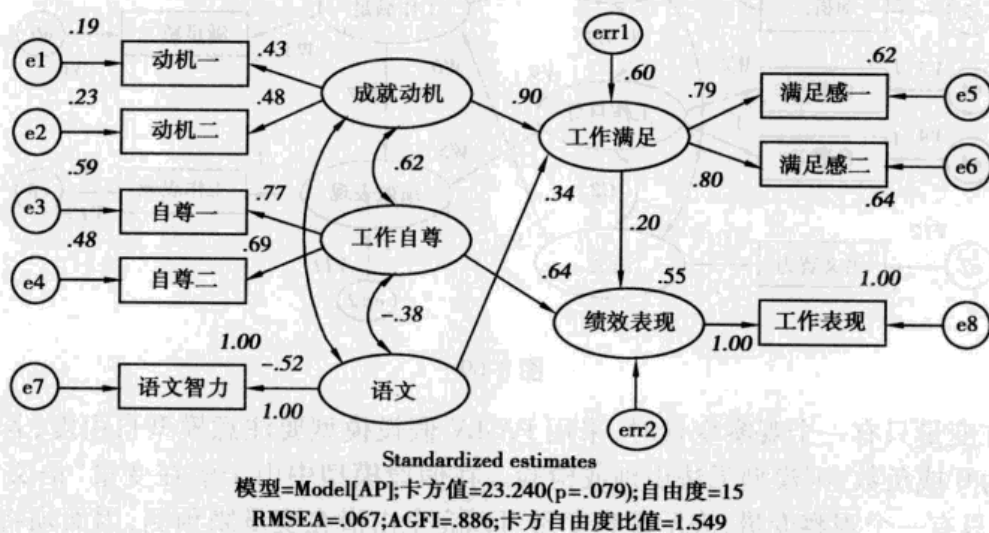 err1
.19
e1
动机一
.43
.60
.62
成就动机
.90
.79
满足感一
e5
.23
.48
e2
动机二
工作满足
.59
.62
满足感二
e6
.77
.34
.80
.64
e3
自尊一
.20
.48
.69
工作自尊
e4
自尊二
.64
.55
1.00
-.38
绩效表现
工作表现
e8
1.00
1.00
-.52
e7
语文智力
语文
1.00
err2
Standardized estimates
模型=Model[AP];卡方值=23.240(p=.079);自由度=15
RMSEA=.067;AGFI=.886;卡方自由度比值=1.549